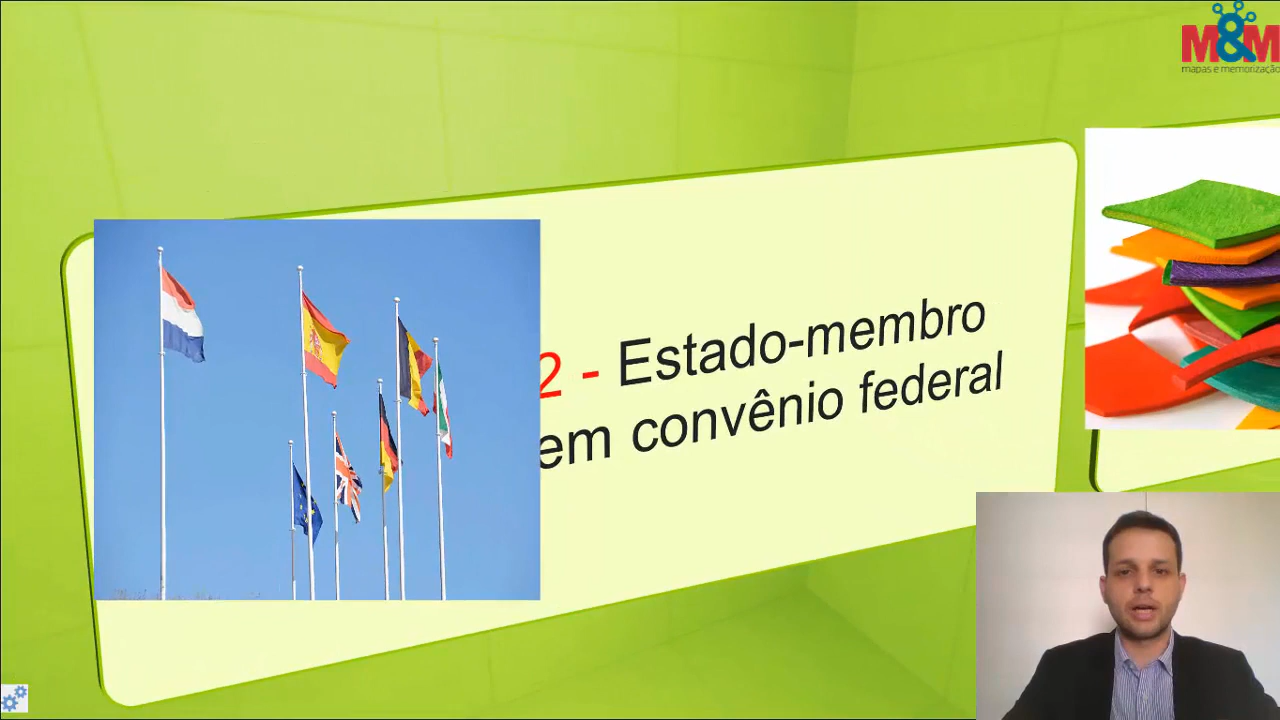 M&M
mapas e memorização
2 - Estado-membro
em convênio federal